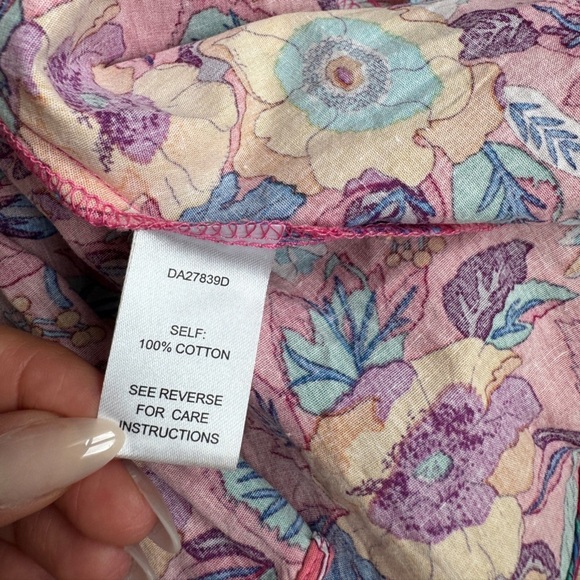 DA27839D
SELF:
100% COTTON
SEE REVERSE
FOR CARE
INSTRUCTIONS